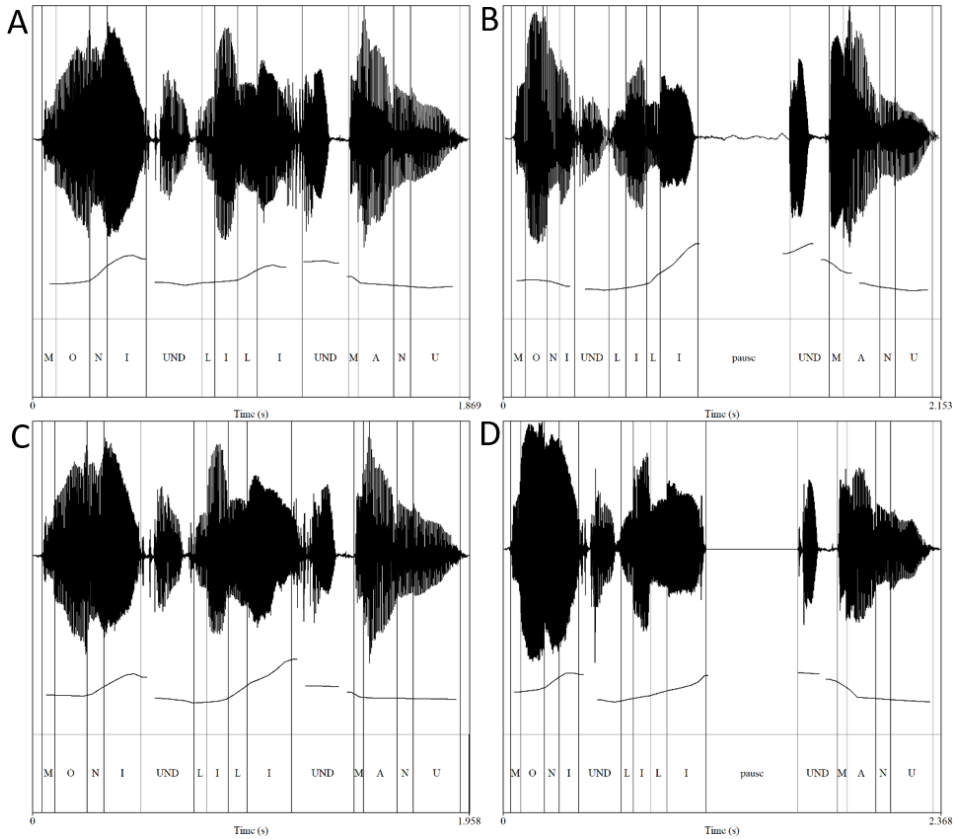 A
M O N I UND L I L I UND M A N U
0 Time (s) 1.869
B
M O N I UND L I L I pause UND M A N U
0 Time (s) 2.153
C
M O N I UND L I L I UND M A N U
0 Time (s) 1.958
D
M O N I UND L I L I pause UND M A N U
0 Time (s) 2.368